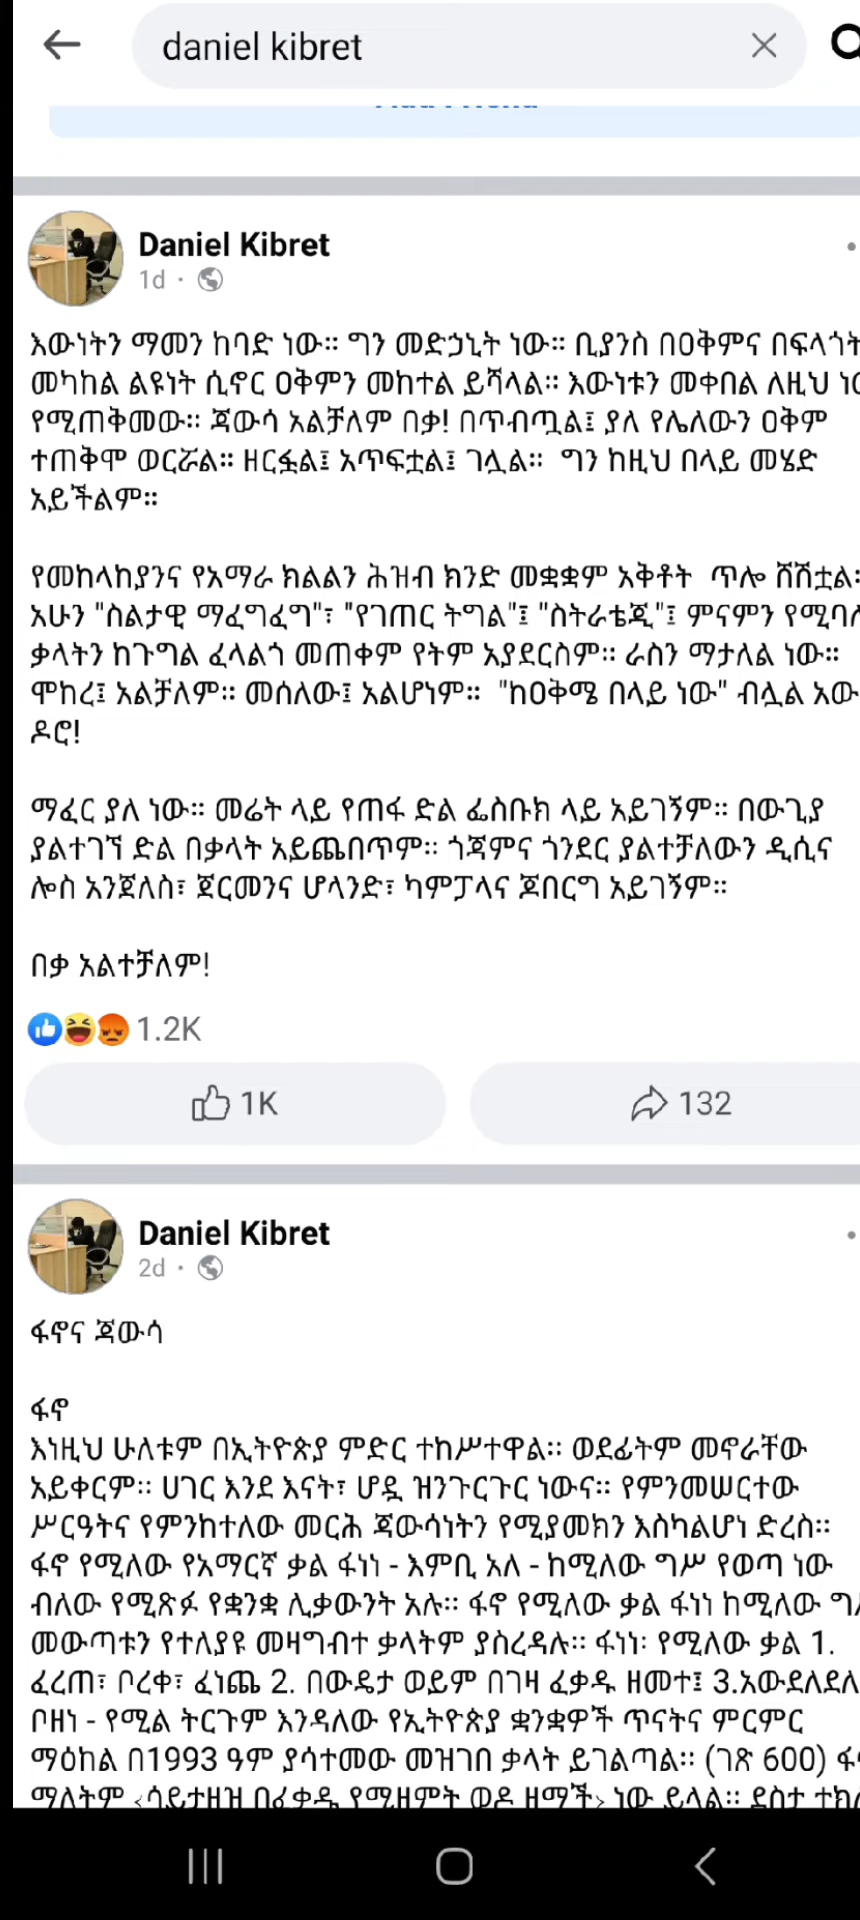 daniel kibret
Daniel Kibret
1d
እውነትን ማመን ከባድ ነው። ግን መድኃኒት ነው። ቢያንስ በዐቅምና በፍላጎት
መካከል ልዩነት ሲኖር ዐቅምን መከተል ይሻላል። እውነቱን መቀበል ለዚህ
የሚጠቅመው። ጃውሳ አልቻለም በቃ! በጥብጧል፤ ያለ የሌለውን ዐቅም
ተጠቅሞ ወርሯል። ዘርፏል፤ አጥፍቷል፤ ገሏል። ግን ከዚህ በላይ መሄድ
አይችልም።
የመከላከያንና የአማራ ክልልን ሕዝብ ክንድ መቋቋም አቅቶት ጥሎ ሸሽቷል።
አሁን "ስልታዊ ማፈግፈግ"፣ "የገጠር ትግል"፤ "ስትራቴጂ"፤ ምናምን
ቃላትን ከጉግል ፈላልጎ መጠቀም የትም አያደርስም። ራስን ማታለል ነው።
ሞከረ፤ አልቻለም። መሰለው፤ አልሆነም። "ከዐቅሜ በላይ ነው" ብሏል አው
ዶሮ!
ማፈር ያለ ነው። መሬት ላይ የጠፋ ድል ፌስቡክ ላይ አይገኝም። በውጊያ
ያልተገኘ ድል በቃላት አይጨበጥም። ጎጃምና ጎንደር ያልተቻለውን ዲሲና
ሎስ አንጀለስ፣ ጀርመንና ሆላንድ፣ ካምፓላና ጆበርግ አይገኝም።
በቃ አልተቻለም!
1.2K
1K
132
Daniel Kibret
2d
ፋኖና ጃውሳ
ፋኖ
እነዚህ ሁለቱም በኢትዮጵያ ምድር ተከሥተዋል። ወደፊትም መኖራቸው
አይቀርም። ሀገር እንደ እናት፣ ሆዷ ዝንጉርጉር ነውና። የምንመሠርተው
ሥርዓትና የምንከተለው መርሕ ጃውሳነትን የሚያመክን እስካልሆነ ድረስ።
ፋኖ የሚለው የአማርኛ ቃል ፋነነ - እምቢ አለ - ከሚለው ግሥ የወጣ ነው
ብለው የሚጽፉ የቋንቋ ሊቃውንት አሉ። ፋኖ የሚለው ቃል ፋነነ ከሚለው
መውጣቱን የተለያዩ መዛግብተ ቃላትም ያስረዳሉ። ፋነነ፡ የሚለው ቃል 1.
ፈረጠ፣ ቦረቀ፣ ፈነጨ 2. በውዴታ ወይም በገዛ ፈቃዱ ዘመተ፤ 3.አውደለደለ
ቦዘነ - የሚል ትርጉም እንዳለው የኢትዮጵያ ቋንቋዎች ጥናትና ምርምር
ማዕከል በ1993 ዓም ያሳተመው መዝገበ ቃላት ይገልጣል። (ገጽ 600)
ማለትም ‹ሳይታዘዝ በፈቃዱ የሚዘምት ወዶ ዘማች› ነው ይላል። ደስታ